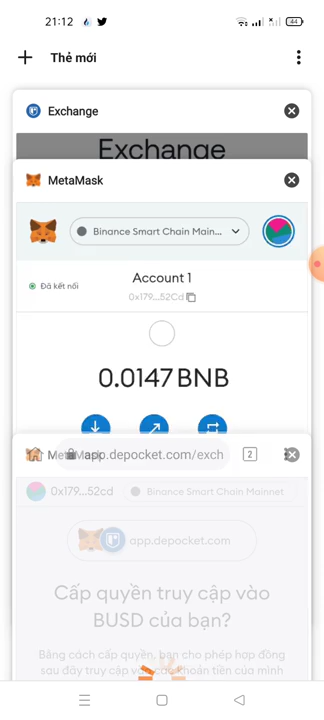 21:12
44
Thẻ mới
Exchange
Exchange
MetaMask
Binance Smart Chain Main...
Đã kết nối
Account 1
0x179...52Cd
0.0147 BNB
MetaMask
app.depocket.com/exch
2
0x179...52cd
Binance Smart Chain Mainnet
app.depocket.com
Cấp quyền truy cập vào
BUSD của bạn?
Bằng cách cấp quyền, bạn cho phép hợp đồng
sau đây truy cập vào các khoản tiền của mình